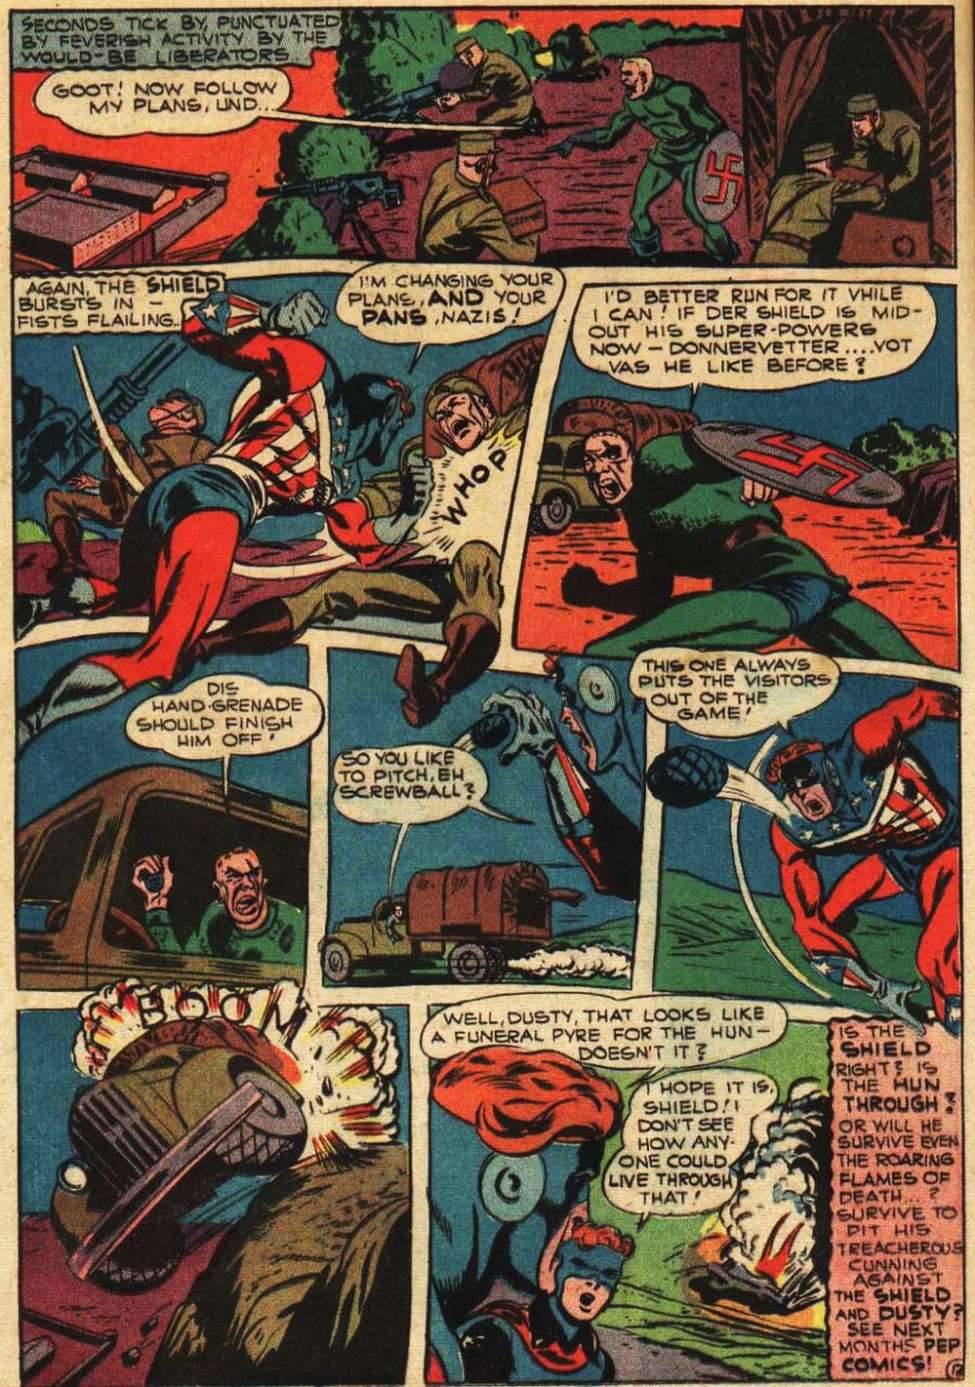 SECONDS TICK BY, PUNCTUATED
BY FEVERISH ACTIVITY BY THE
WOULD-BE LIBERATORS.
GOOT! NOW FOLLOW
MY PLANS, UND...
AGAIN, THE SHIELD
BURSTS IN -
FISTS FLAILING..
I'M CHANGING YOUR
PLANS, AND YOUR
PANS, NAZIS!
WHOP
I'D BETTER RUN FOR IT VHILE
I CAN! IF DER SHIELD IS MID-
OUT HIS SUPER-POWERS
NOW - DONNERVETTER....VOT
VAS HE LIKE BEFORE?
DIS
HAND-GRENADE
SHOULD FINISH
HIM OFF!
SO YOU LIKE
TO PITCH, EH
SCREWBALL?
THIS ONE ALWAYS
PUTS THE VISITORS
OUT OF THE
GAME!
BOOM
WELL, DUSTY, THAT LOOKS LIKE
A FUNERAL PYRE FOR THE HUN-
DOESN'T IT?
I HOPE IT IS,
SHIELD! I
DON'T SEE
HOW ANY-
ONE COULD
LIVE THROUGH
THAT!
IS THE
SHIELD
RIGHT? IS
THE HUN
THROUGH?
OR WILL HE
SURVIVE EVEN
THE ROARING
FLAMES OF
DEATH...?
SURVIVE TO
PIT HIS
TREACHEROUS
CUNNING
AGAINST
THE SHIELD
AND DUSTY?
SEE NEXT
MONTHS PEP
COMICS!